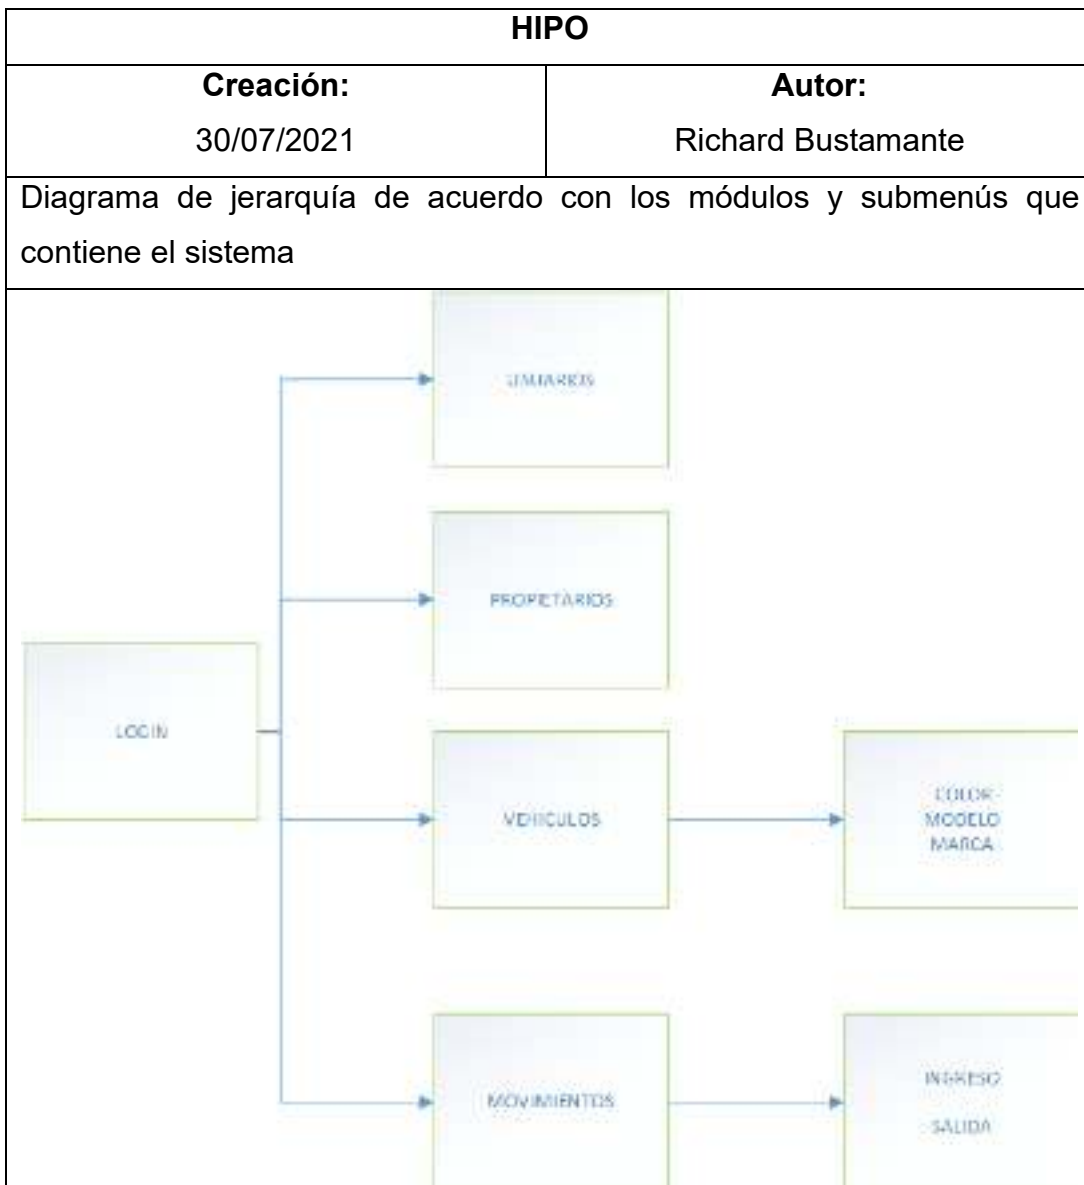 HIPO
Creación:
30/07/2021
Autor:
Richard Bustamante
Diagrama de jerarquía de acuerdo con los módulos y submenús que
contiene el sistema
USUARIOS
PROPIETARIOS
LOGIN
VEHICULOS
COLOR-
MODELO
MARCA
MOVIMIENTOS
INGRESO
SALIDA